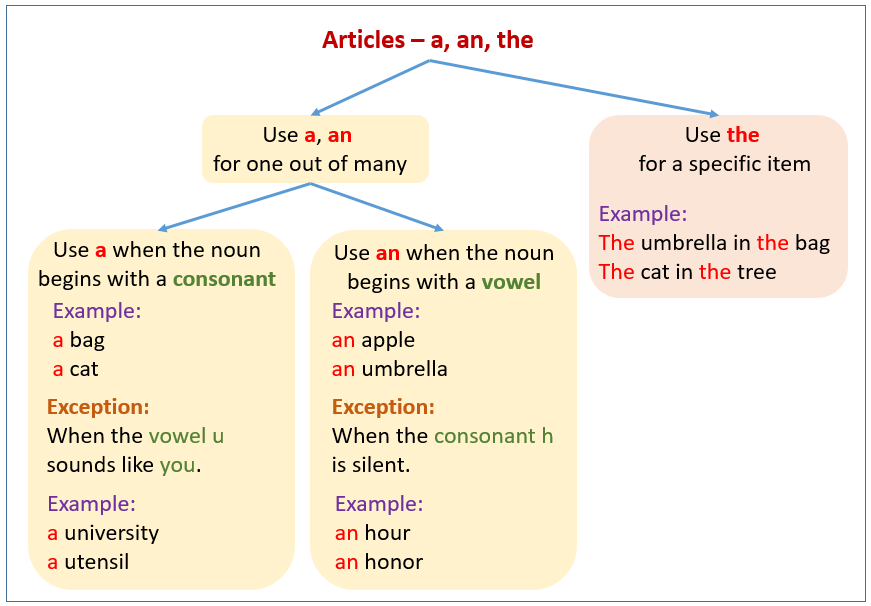 Articles – a, an, the
Use a, an
for one out of many
Use the
for a specific item
Example:
The umbrella in the bag
The cat in the tree
Use a when the noun
begins with a consonant
Example:
a bag
a cat
Exception:
When the vowel u
sounds like you.
Example:
a university
a utensil
Use an when the noun
begins with a vowel
Example:
an apple
an umbrella
Exception:
When the consonant h
is silent.
Example:
an hour
an honor